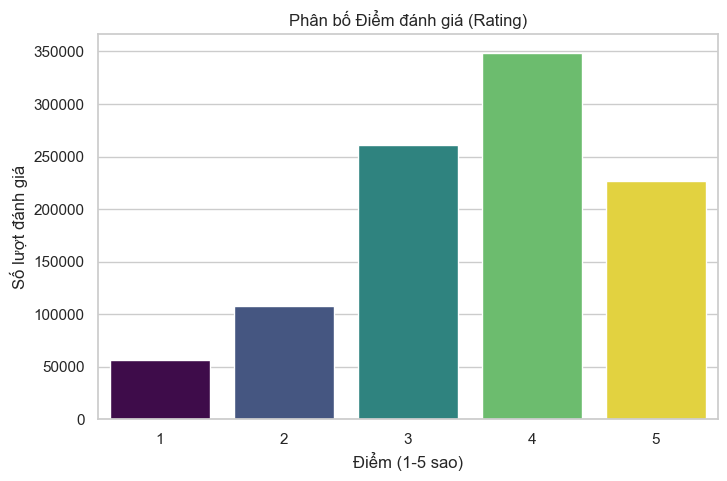 Phân bố Điểm đánh giá (Rating)
350000
300000
250000
200000
150000
100000
50000
0
Số lượt đánh giá
1 2 3 4 5
Điểm (1-5 sao)